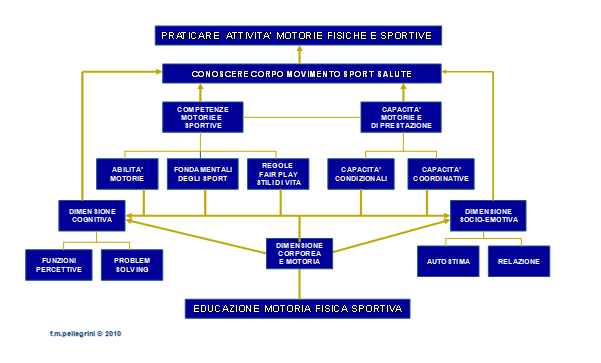 PRATICARE ATTIVITA' MOTORIE FISICHE E SPORTIVE
CONOSCERE CORPO MOVIMENTO SPORT SALUTE
COMPETENZE
MOTORIE E
SPORTIVE
CAPACITA'
MOTORIE E
DI PRESTAZIONE
ABILITA'
MOTORIE
FONDAMENTALI
DEGLI SPORT
REGOLE
FAIR PLAY
STILI DI VITA
CAPACITA'
CONDIZIONALI
CAPACITA'
COORDINATIVE
DIMENSIONE
COGNITIVA
DIMENSIONE
SOCIO-EMOTIVA
FUNZIONI
PERCETTIVE
PROBLEM
SOLVING
DIMENSIONE
CORPOREA
E MOTORIA
AUTOSTIMA
RELAZIONE
EDUCAZIONE MOTORIA FISICA SPORTIVA
f.m.pellegrini © 2010